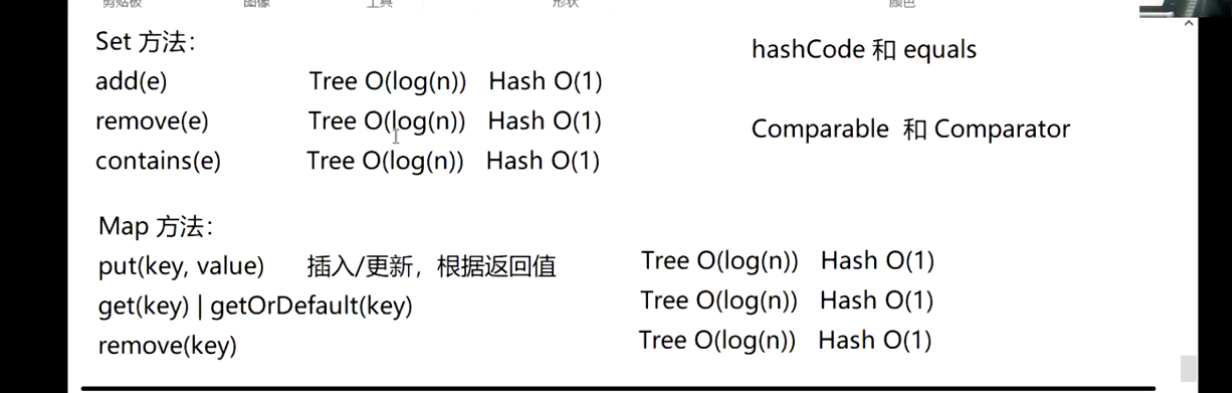 剪贴板 图像 工具 形状 颜色
Set 方法：
add(e) Tree O(log(n)) Hash O(1)
remove(e) Tree O(log(n)) Hash O(1)
contains(e) Tree O(log(n)) Hash O(1)
hashCode 和 equals
Comparable 和 Comparator
Map 方法：
put(key, value) 插入/更新，根据返回值 Tree O(log(n)) Hash O(1)
get(key) | getOrDefault(key) Tree O(log(n)) Hash O(1)
remove(key) Tree O(log(n)) Hash O(1)